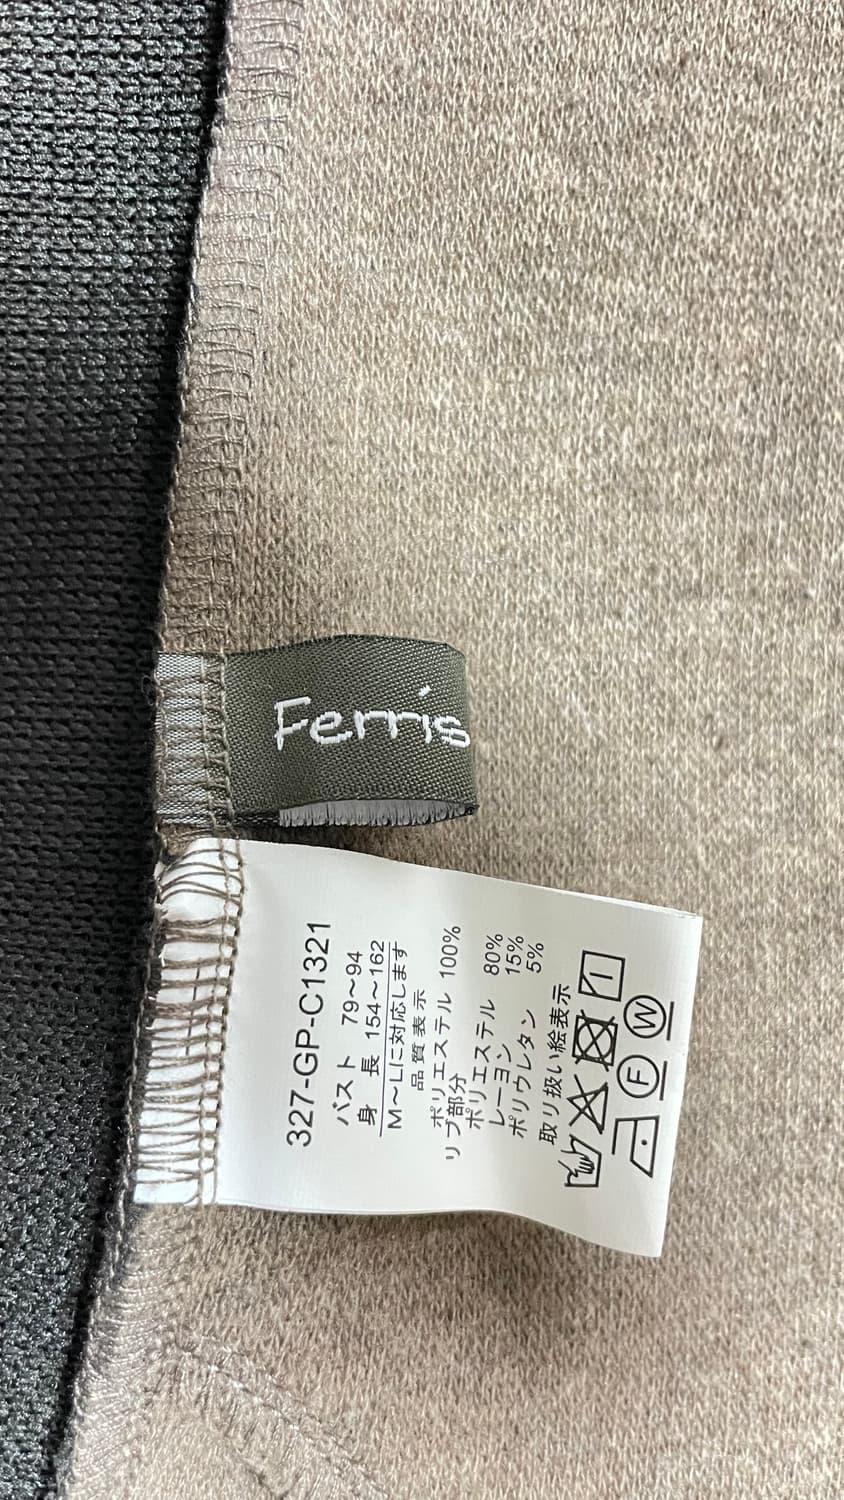 Ferris
327-GP-C1321
バスト 79～94
身 長 154～162
M～Lに対応します
品質表示
ポリエステル 100%
リブ部分
ポリエステル 80%
レーヨン 15%
ポリウレタン 5%
取り扱い絵表示
F W